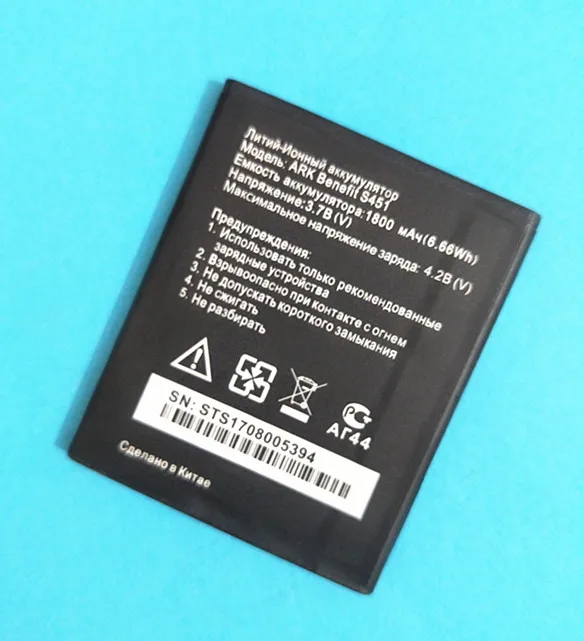 Литий-Ионный аккумулятор
Модель: ARK Benefit S451
Емкость аккумулятора:1800 мАч(6.66Wh)
Напряжение:3.7В(V)
Максимальное напряжение заряда: 4.2В(V)
Предупреждения:
1. Использовать только рекомендованные
зарядные устройства
2. Взрывоопасно при контакте с огнем
3. Не допускать короткого замыкания
4. Не сжигать
5. Не разбирать
АГ44
SN: STS1708005394
Сделано в Китае